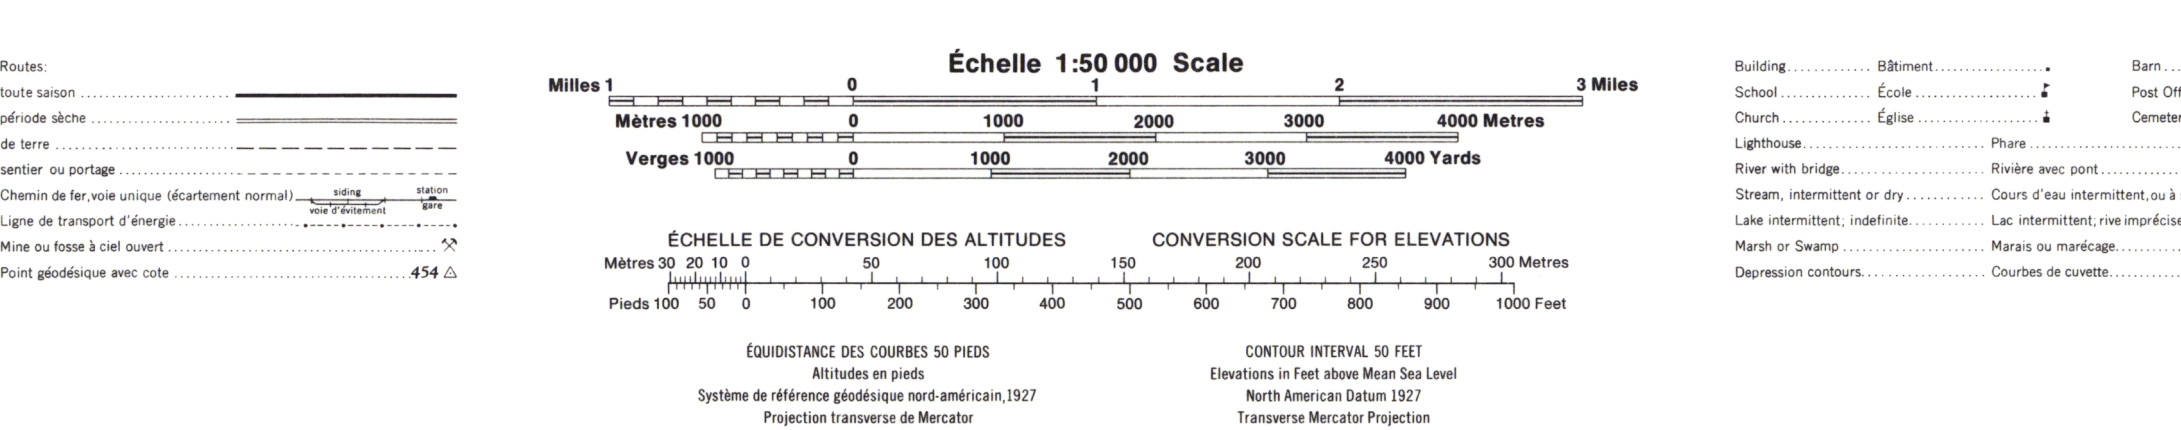 Routes:
toute saison
période sèche
de terre
sentier ou portage
Chemin de fer, voie unique (écartement normal) siding station
voie d'évitement gare
Ligne de transport d'énergie
Mine ou fosse à ciel ouvert
Point géodésique avec cote 454
Échelle 1:50 000 Scale
Milles 1 0 1 2 3 Miles
Mètres 1000 0 1000 2000 3000 4000 Metres
Verges 1000 0 1000 2000 3000 4000 Yards
ÉCHELLE DE CONVERSION DES ALTITUDES CONVERSION SCALE FOR ELEVATIONS
Mètres 30 20 10 0 50 100 150 200 250 300 Metres
Pieds 100 50 0 100 200 300 400 500 600 700 800 900 1000 Feet
ÉQUIDISTANCE DES COURBES 50 PIEDS
Altitudes en pieds
Système de référence géodésique nord-américain, 1927
Projection transverse de Mercator
CONTOUR INTERVAL 50 FEET
Elevations in Feet above Mean Sea Level
North American Datum 1927
Transverse Mercator Projection
Building Bâtiment Barn
School École Post Off
Church Église Cemeter
Lighthouse Phare
River with bridge Rivière avec pont
Stream, intermittent or dry Cours d'eau intermittent, ou à
Lake intermittent; indefinite Lac intermittent; rive imprécise
Marsh or Swamp Marais ou marécage
Depression contours Courbes de cuvette